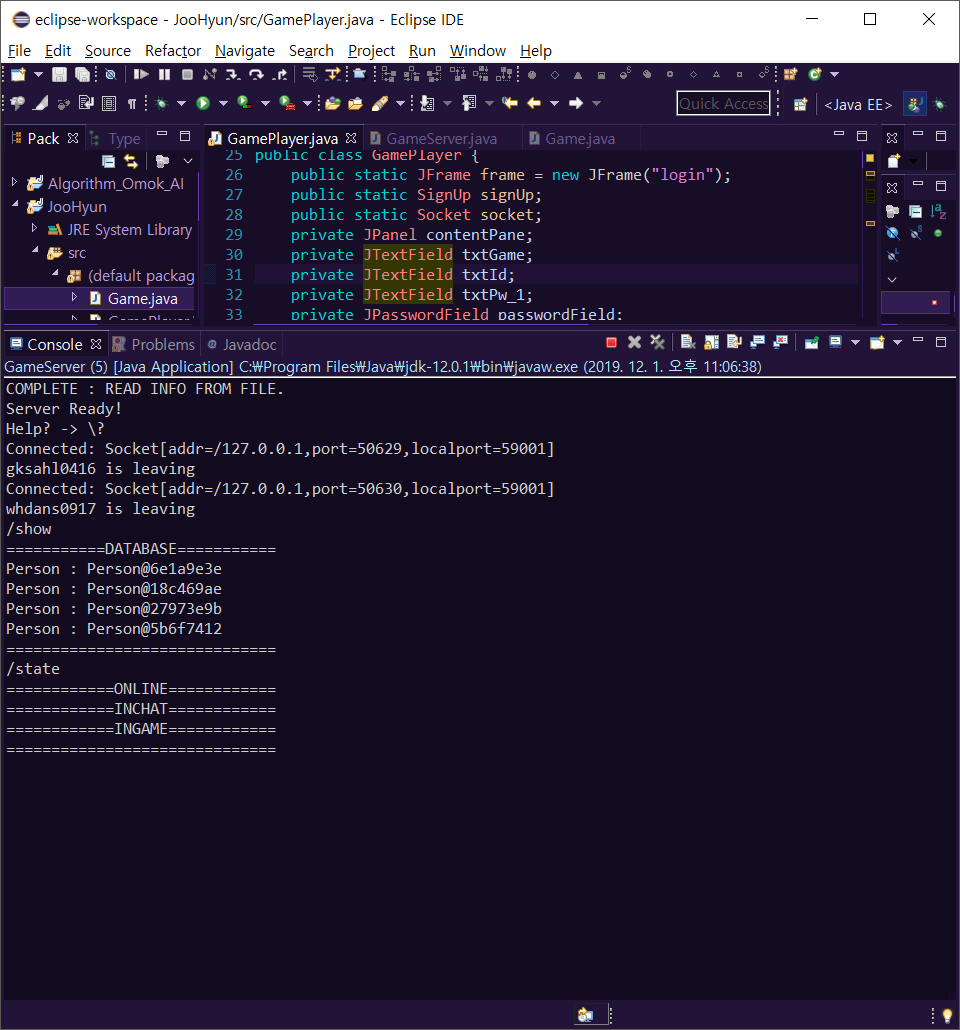 eclipse-workspace - JooHyun/src/GamePlayer.java - Eclipse IDE
File Edit Source Refactor Navigate Search Project Run Window Help
Quick Access
<Java EE>
Pack
Type
GamePlayer.java
GameServer.java
Game.java
Algorithm_Omok_AI
JooHyun
JRE System Library
src
(default packag
Game.java
GamePlayer
25 public class GamePlayer {
26 public static JFrame frame = new JFrame("login");
27 public static SignUp signUp;
28 public static Socket socket;
29 private JPanel contentPane;
30 private JTextField txtGame;
31 private JTextField txtId;
32 private JTextField txtPw_1;
33 private JPasswordField passwordField;
Console
Problems
Javadoc
GameServer (5) [Java Application] C:₩Program Files₩Java₩jdk-12.0.1₩bin₩javaw.exe (2019. 12. 1. 오후 11:06:38)
COMPLETE : READ INFO FROM FILE.
Server Ready!
Help? -> \?
Connected: Socket[addr=/127.0.0.1,port=50629,localport=59001]
gksahl0416 is leaving
Connected: Socket[addr=/127.0.0.1,port=50630,localport=59001]
whdans0917 is leaving
/show
===========DATABASE===========
Person : Person@6e1a9e3e
Person : Person@18c469ae
Person : Person@27973e9b
Person : Person@5b6f7412
==============================
/state
============ONLINE============
============INCHAT============
============INGAME============
==============================